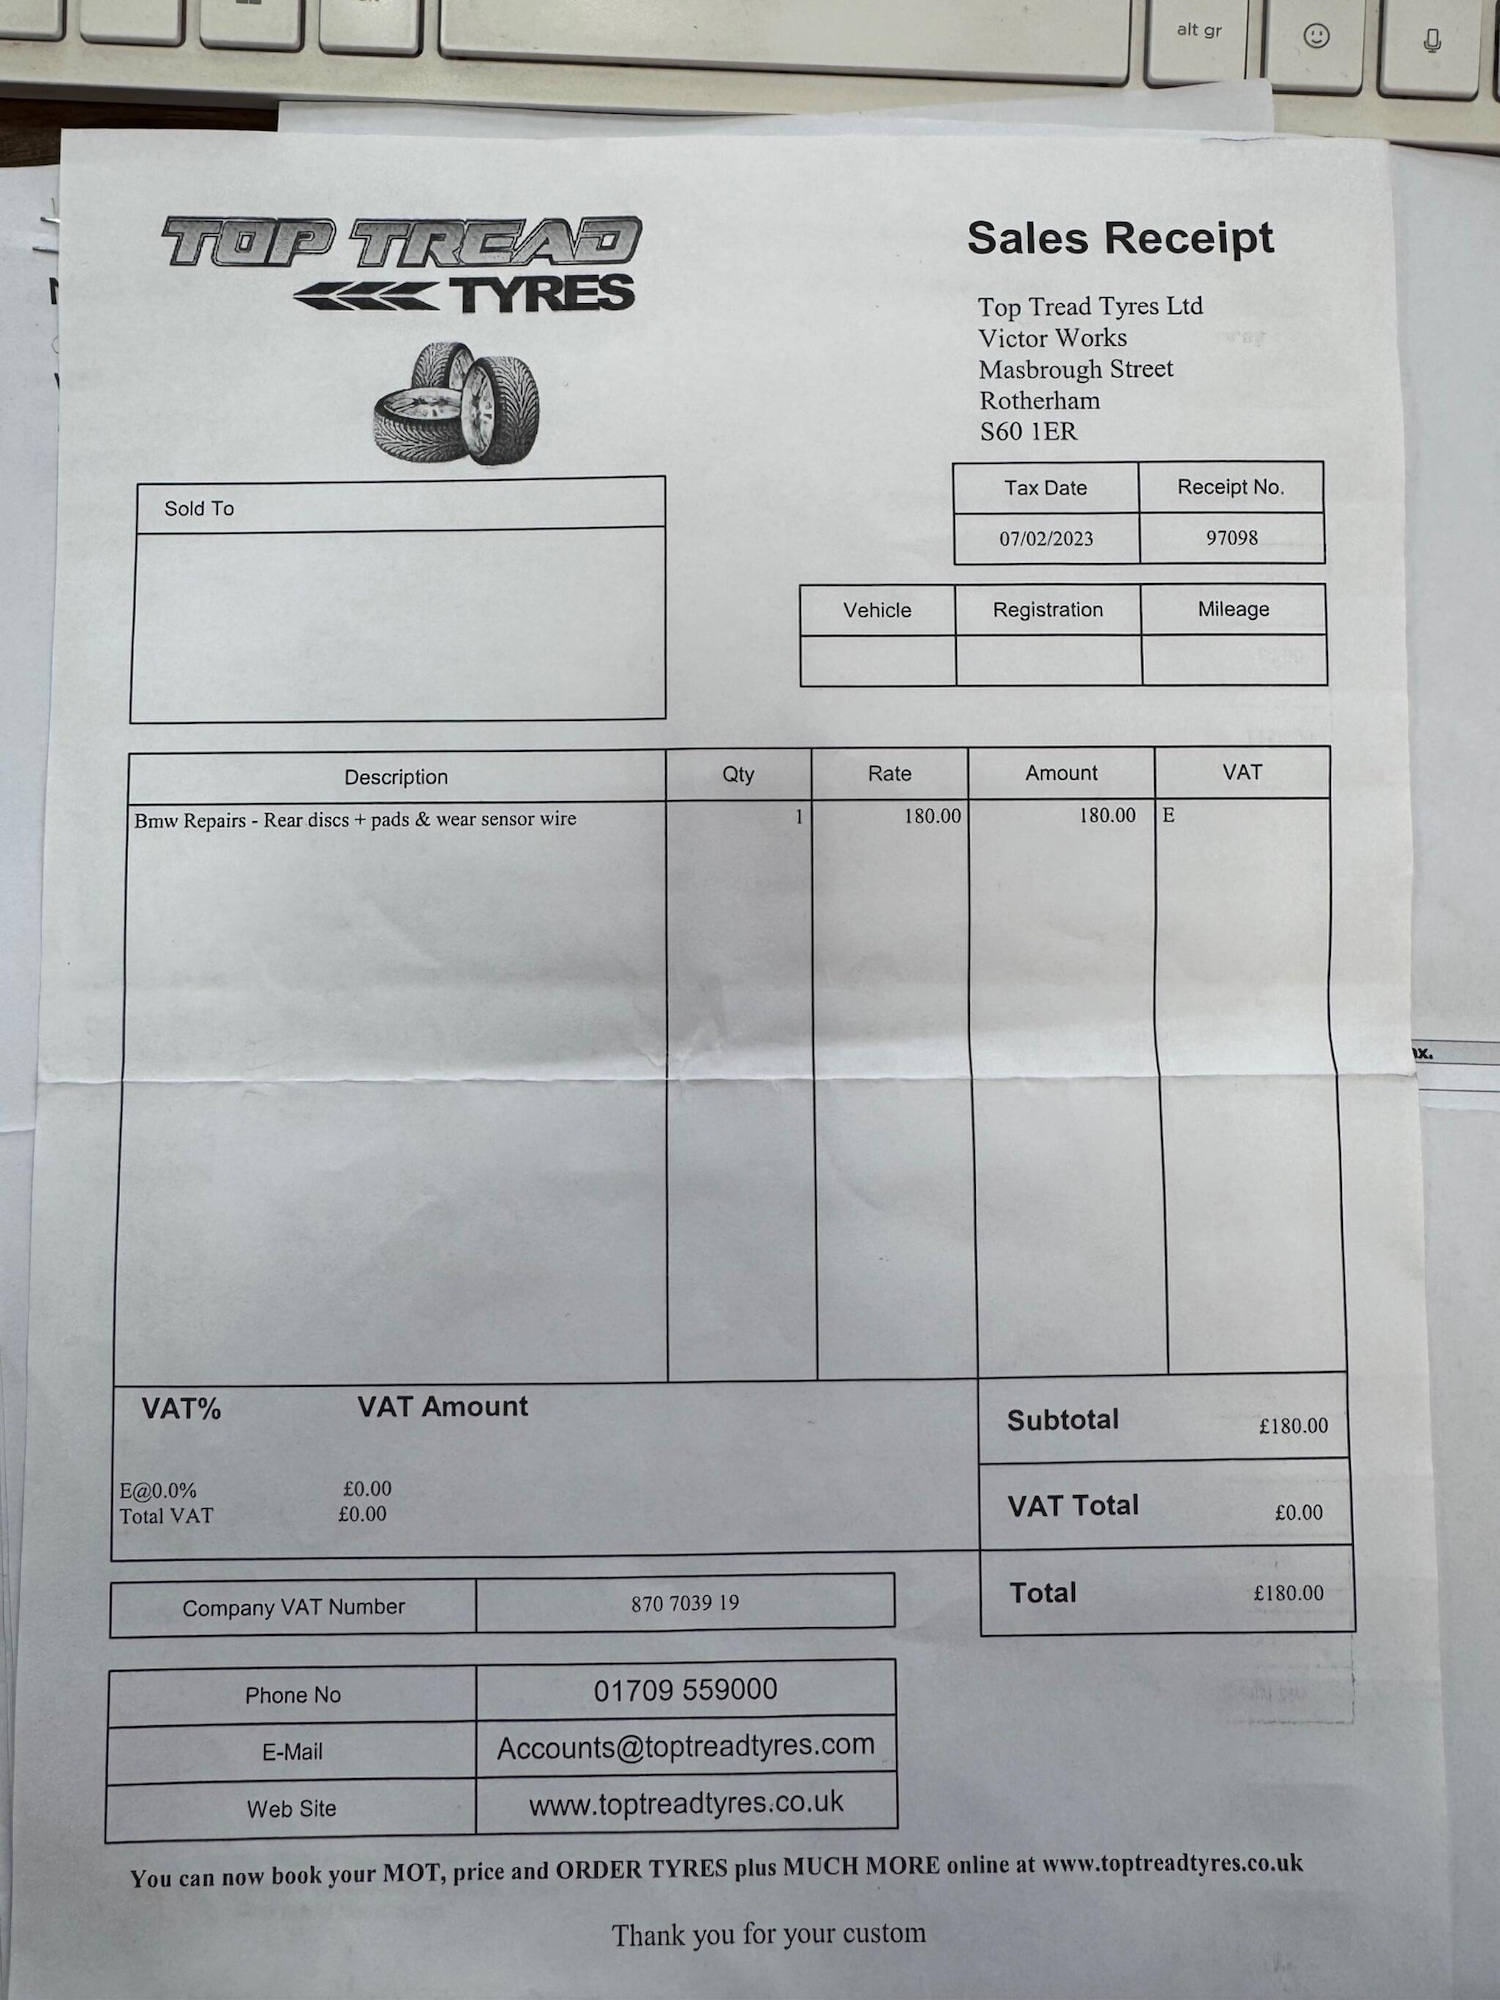 alt gr
TOP TREAD
TYRES
Sales Receipt
Top Tread Tyres Ltd
Victor Works
Masbrough Street
Rotherham
S60 1ER
Sold To
Tax Date Receipt No.
07/02/2023 97098
Vehicle Registration Mileage
Description Qty Rate Amount VAT
Bmw Repairs - Rear discs + pads & wear sensor wire 1 180.00 180.00 E
ax.
VAT% VAT Amount
E@0.0% £0.00
Total VAT £0.00
Subtotal £180.00
VAT Total £0.00
Total £180.00
Company VAT Number 870 7039 19
Phone No 01709 559000
E-Mail Accounts@toptreadtyres.com
Web Site www.toptreadtyres.co.uk
You can now book your MOT, price and ORDER TYRES plus MUCH MORE online at www.toptreadtyres.co.uk
Thank you for your custom